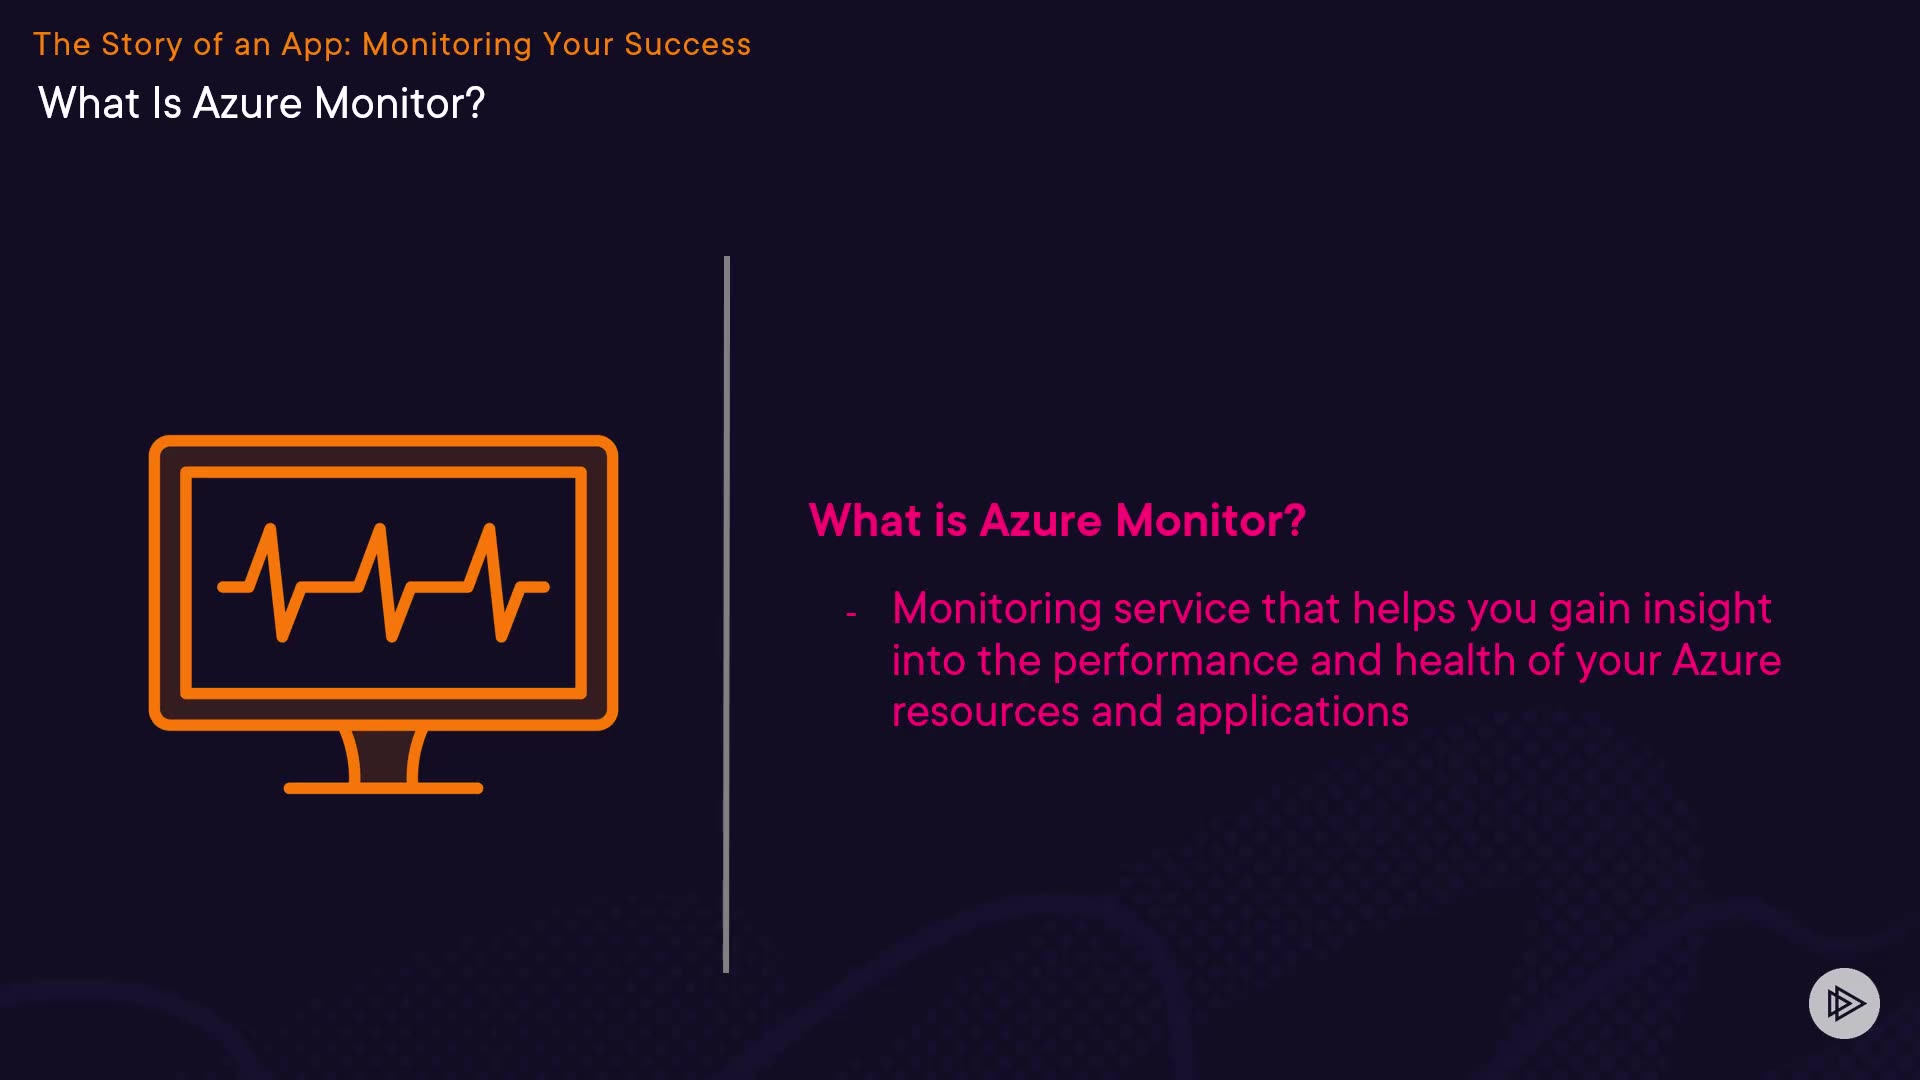 The Story of an App: Monitoring Your Success
What Is Azure Monitor?
What is Azure Monitor?
- Monitoring service that helps you gain insight
into the performance and health of your Azure
resources and applications